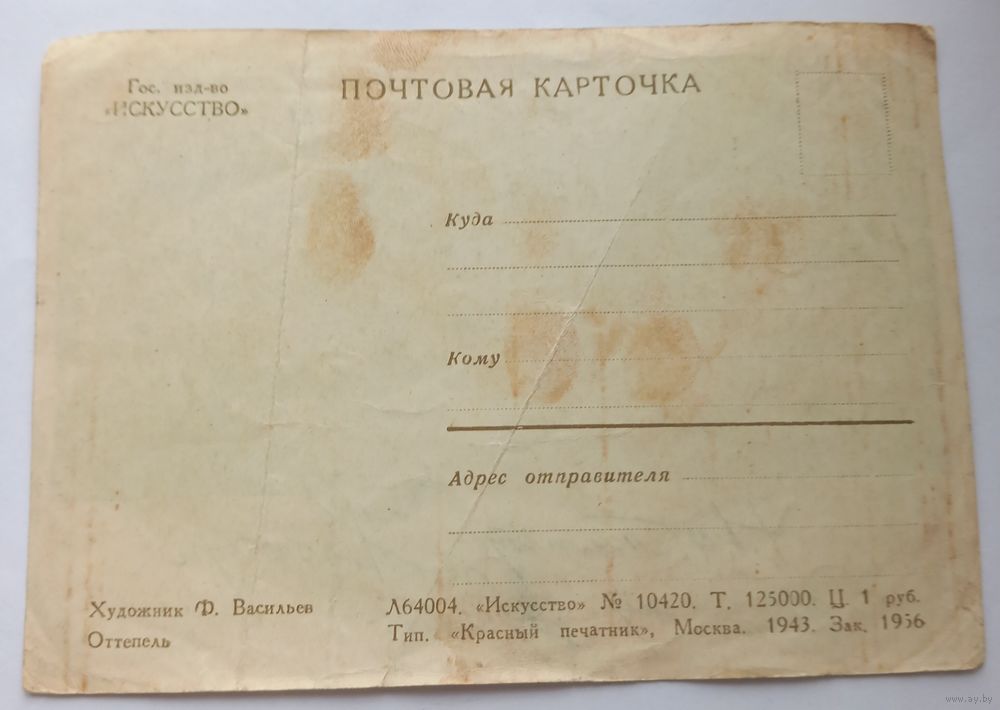 Гос. изд-во
«ИСКУССТВО»
ПОЧТОВАЯ КАРТОЧКА
Куда
Кому
Адрес отправителя
Художник Ф. Васильев
Оттепель
Л64004. «Искусство» № 10420. Т. 125000. Ц. 1 руб.
Тип. «Красный печатник», Москва. 1943. Зак. 1956
www.ay.by